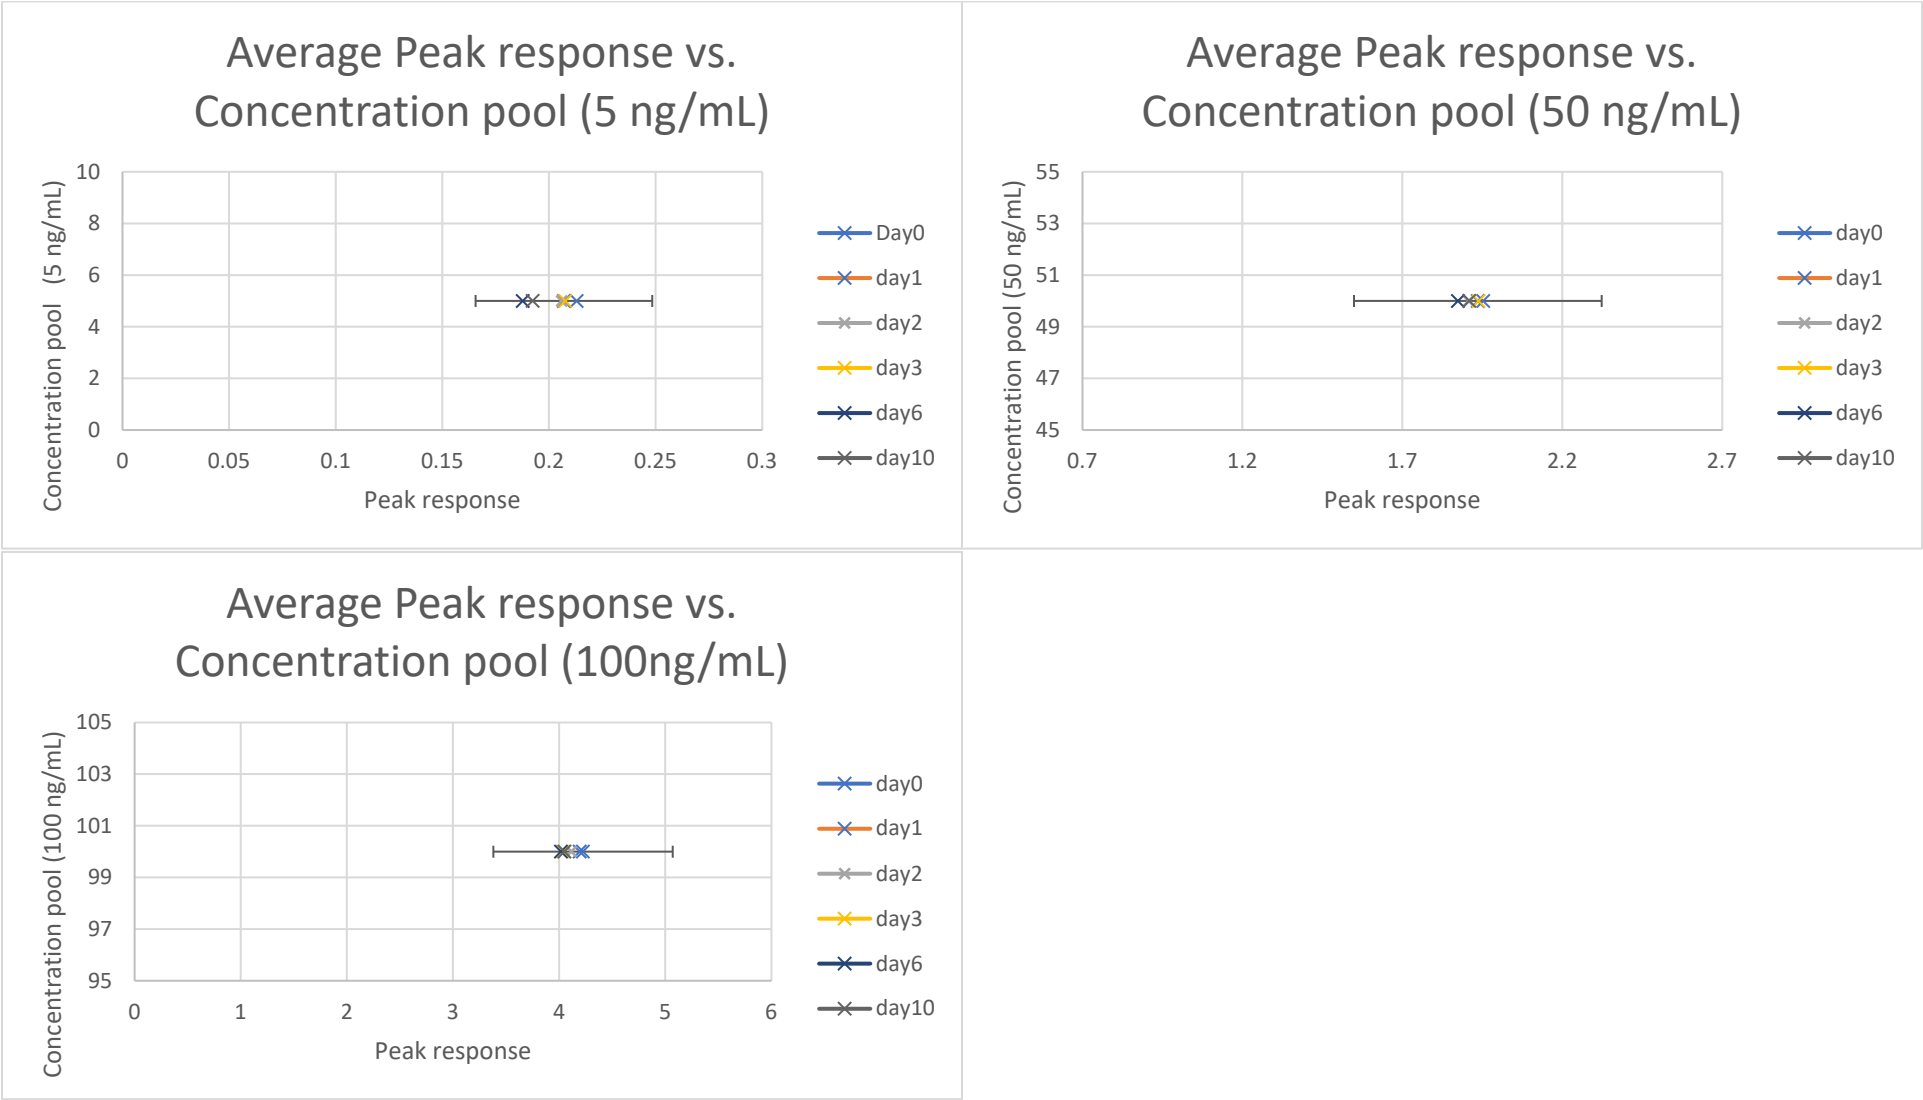 Average Peak response vs.
Concentration pool (5 ng/mL)
Concentration pool  (5 ng/mL)
10
8
6
4
2
0
0 0.05 0.1 0.15 0.2 0.25 0.3
Peak response
Day0
day1
day2
day3
day6
day10
Average Peak response vs.
Concentration pool (50 ng/mL)
Concentration pool (50 ng/mL)
55
53
51
49
47
45
0.7 1.2 1.7 2.2 2.7
Peak response
day0
day1
day2
day3
day6
day10
Average Peak response vs.
Concentration pool (100ng/mL)
Concentration pool (100 ng/mL)
105
103
101
99
97
95
0 1 2 3 4 5 6
Peak response
day0
day1
day2
day3
day6
day10